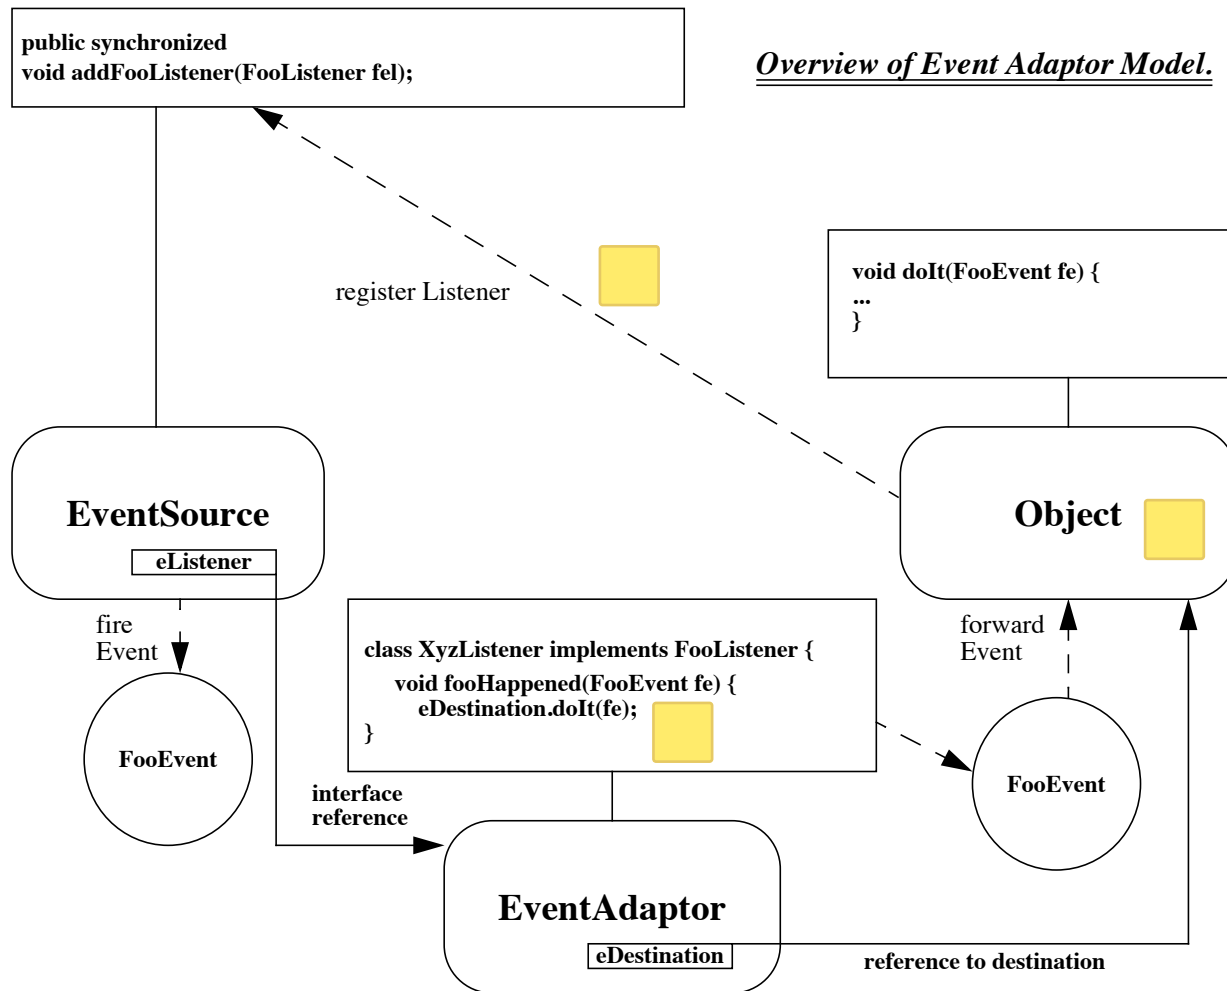 public synchronized
void addFooListener(FooListener fel);
Overview of Event Adaptor Model.
register Listener
void doIt(FooEvent fe) {
...
}
EventSource
eListener
Object
fire
Event
class XyzListener implements FooListener {
void fooHappened(FooEvent fe) {
eDestination.doIt(fe);
}
forward
Event
FooEvent
FooEvent
interface
reference
EventAdaptor
eDestination
reference to destination